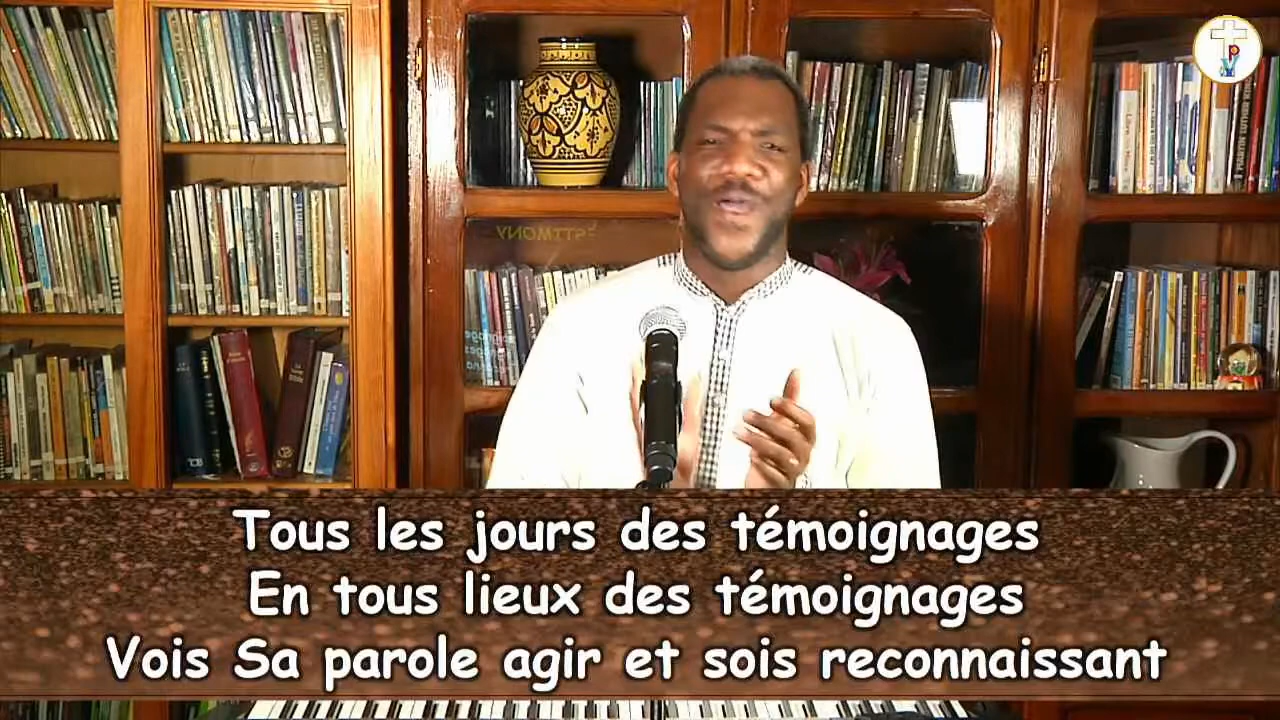 Tous les jours des témoignages
En tous lieux des témoignages
Vois Sa parole agir et sois reconnaissant